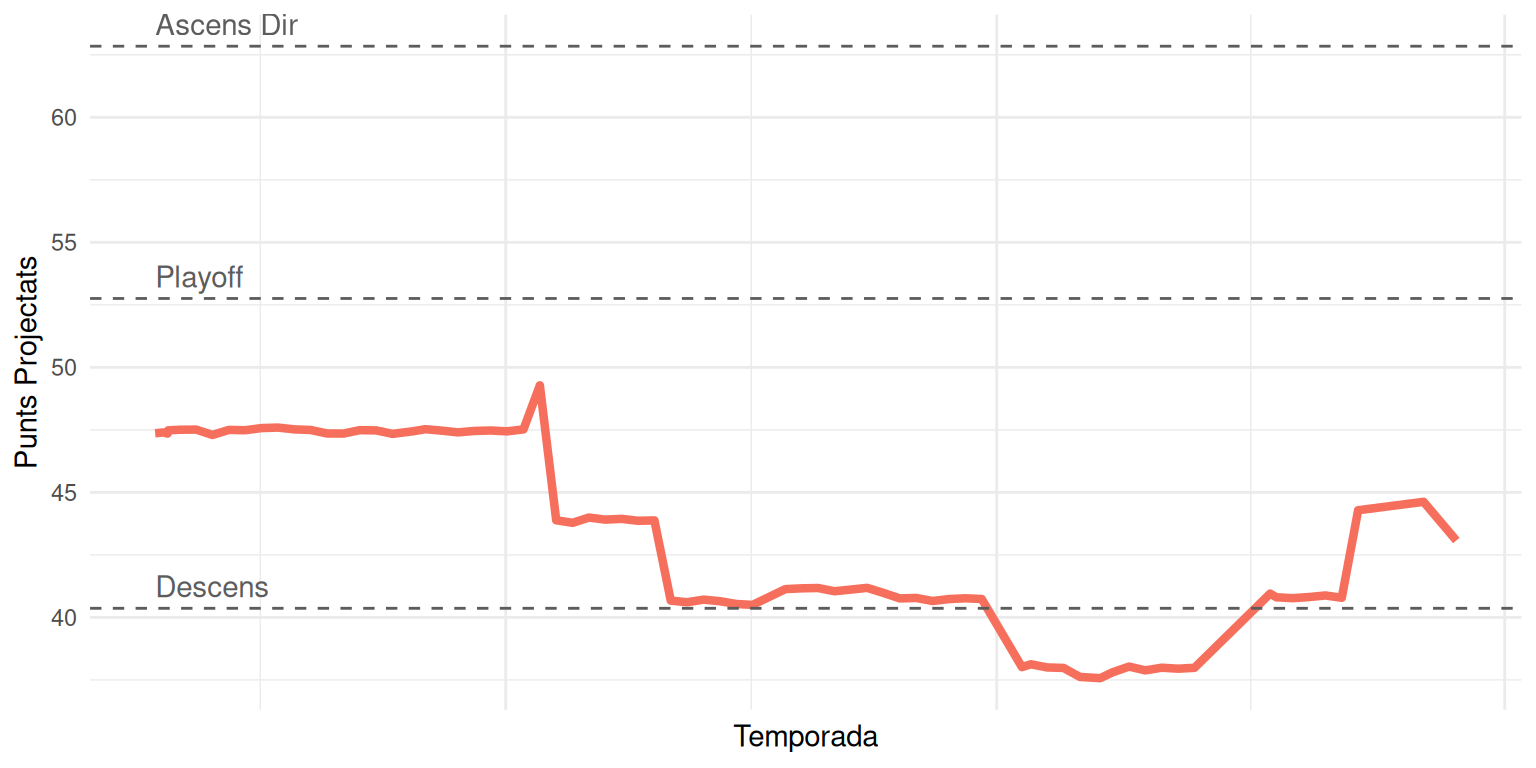 Ascens Dir
60
55
Playoff
50
45
Descens
40
Punts Projectats
Temporada